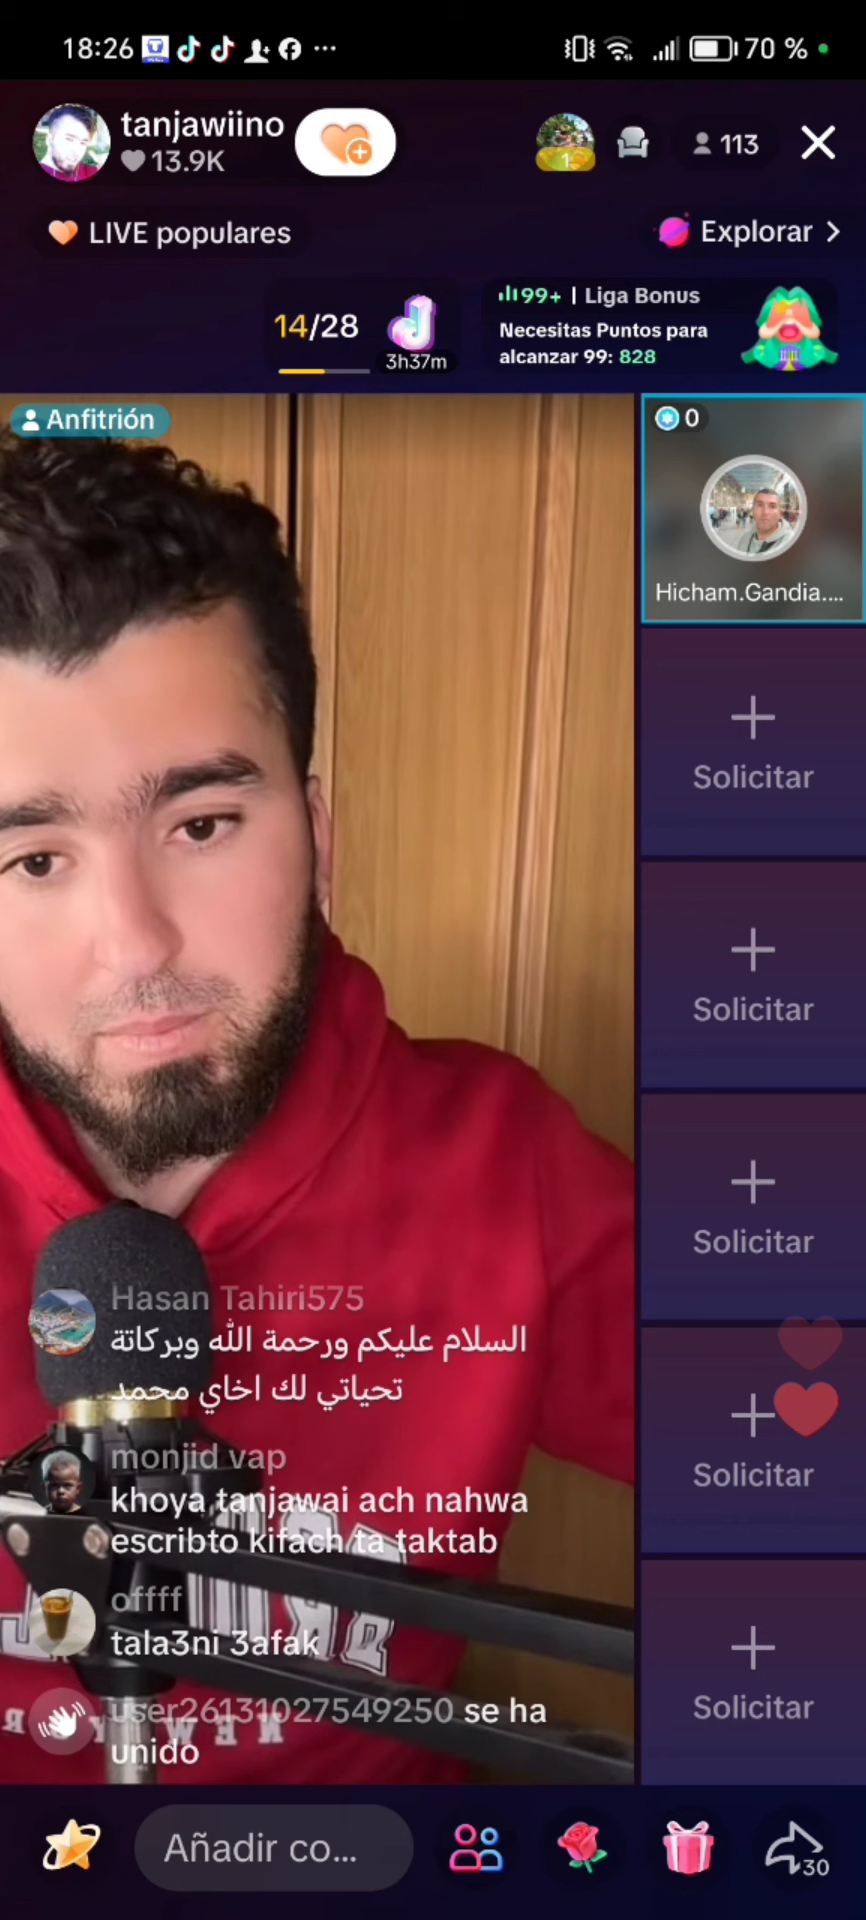 18:26
70 %
tanjawiino
13.9K
1
113
LIVE populares
Explorar
14/28
3h37m
99+ | Liga Bonus
Necesitas Puntos para
alcanzar 99: 828
Anfitrión
0
Hicham.Gandia....
Solicitar
Solicitar
Solicitar
Solicitar
Solicitar
Hasan Tahiri575
السلام عليكم ورحمة الله وبركاتة
تحياتي لك اخاي محمد
monjid vap
khoya tanjawai ach nahwa
escribto kifach ta taktab
offff
tala3ni 3afak
user26131027549250 se ha
unido
Añadir co...
30